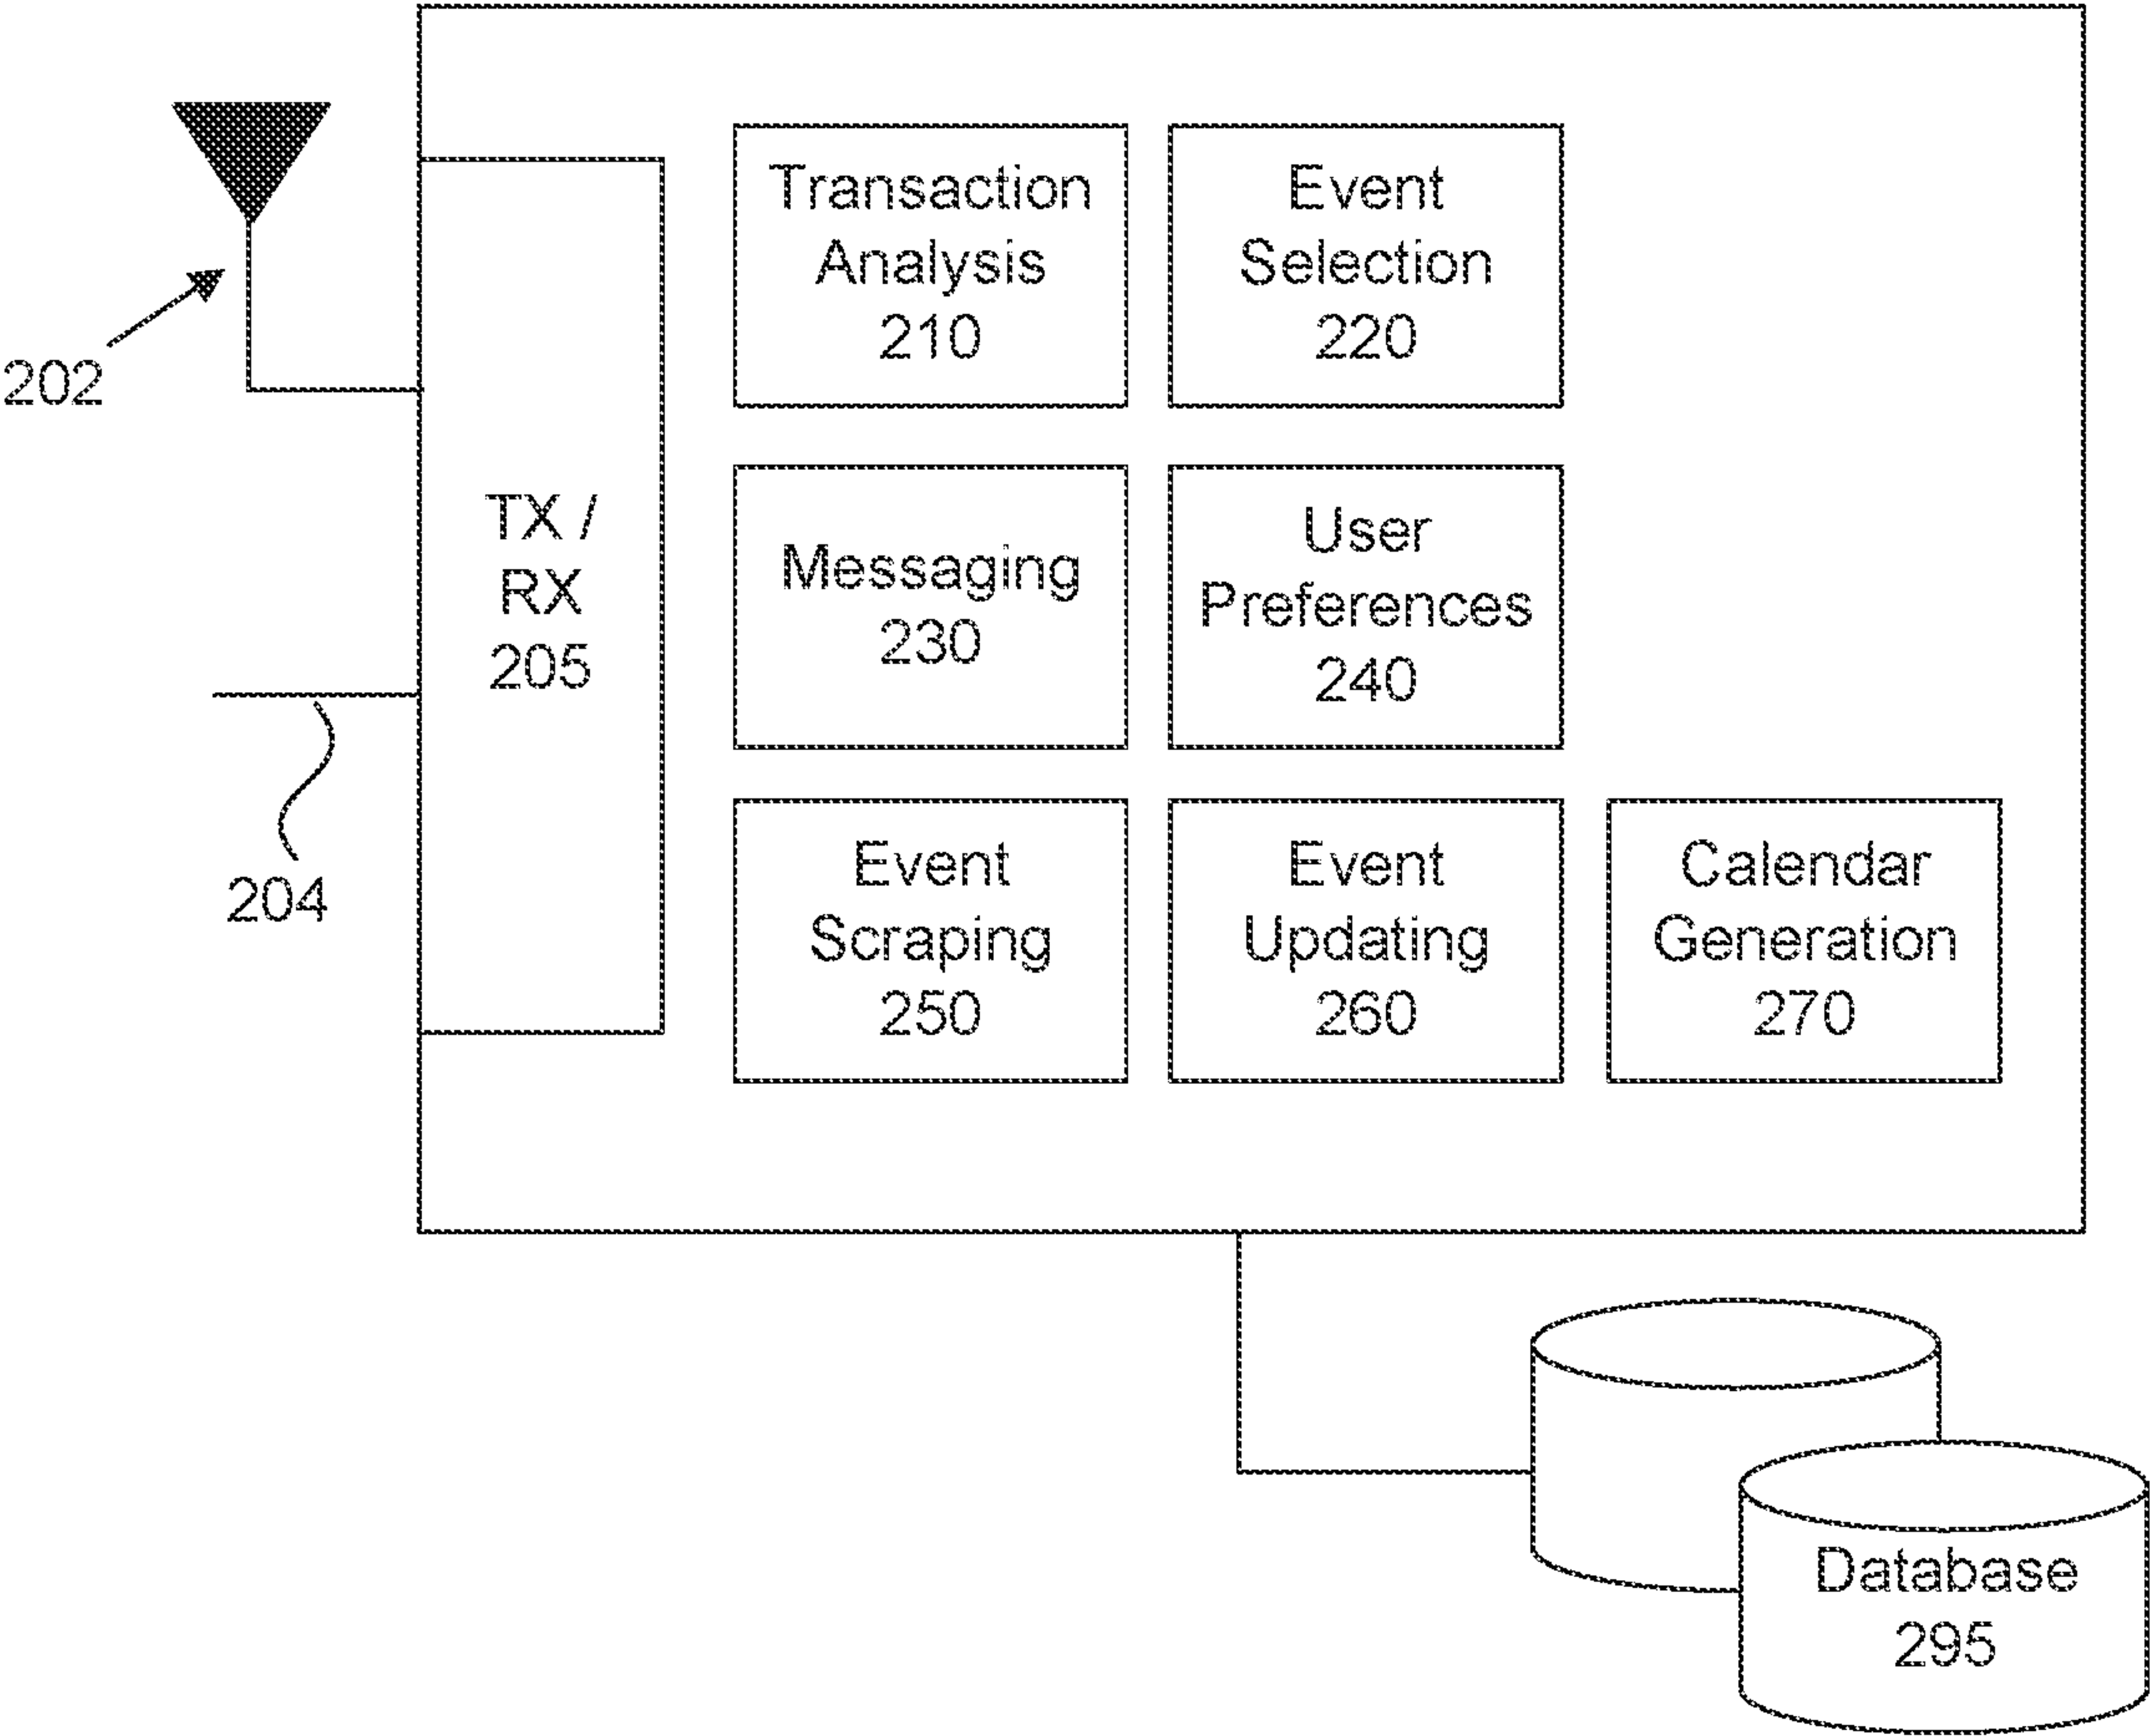 Transaction
Analysis
210
Event
Selection
220
202
TX /
RX
205
Messaging
230
User
Preferences
240
204
Event
Scraping
250
Event
Updating
260
Calendar
Generation
270
Database
295